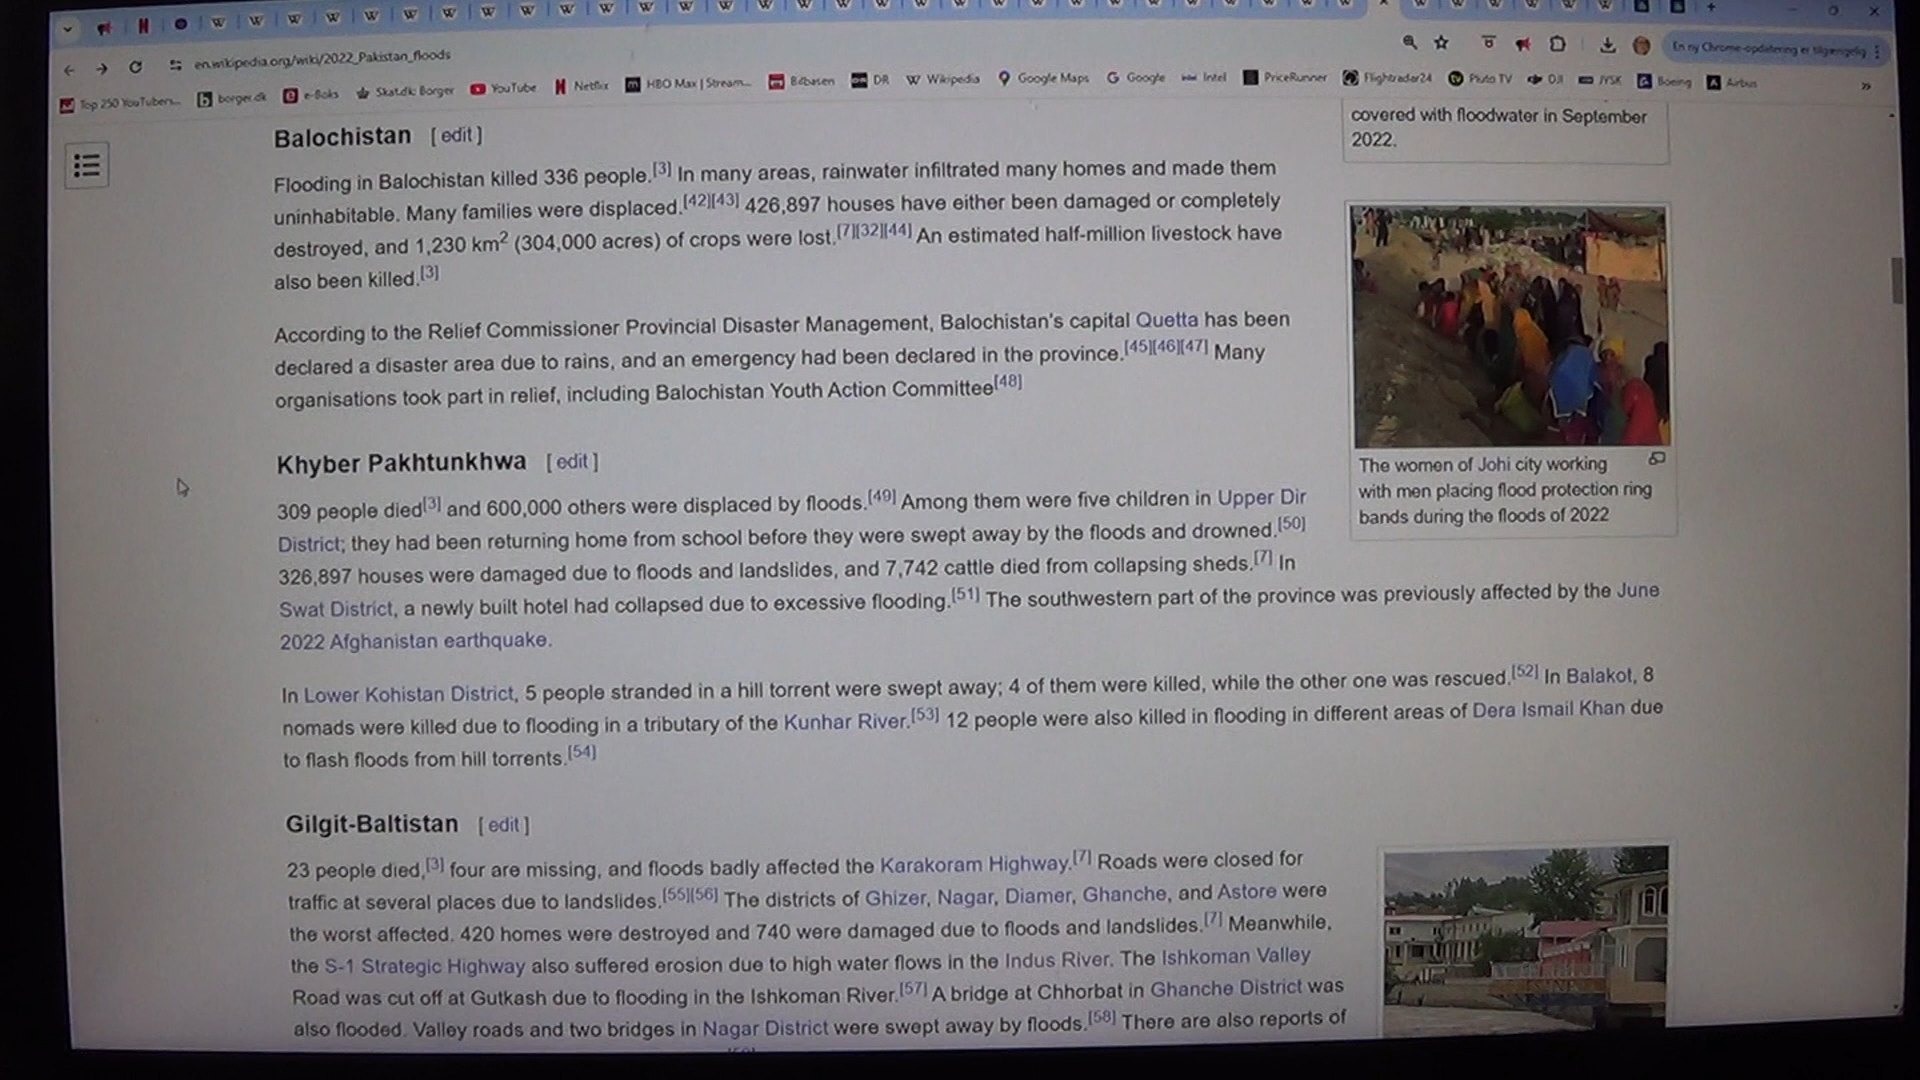 en.wikipedia.org/wiki/2022_Pakistan_floods
En ny Chrome-opdatering er tilgængelig
Top 250 YouTubers...
borger.dk
e-Boks
Skat.dk: Borger
YouTube
Netflix
HBO Max | Stream...
Bilbasen
DR
Wikipedia
Google Maps
Google
Intel
PriceRunner
Flightradar24
Pluto TV
DJI
JYSK
Boeing
Airbus
covered with floodwater in September
2022.
Balochistan [ edit ]
Flooding in Balochistan killed 336 people.[3] In many areas, rainwater infiltrated many homes and made them
uninhabitable. Many families were displaced.[42][43] 426,897 houses have either been damaged or completely
destroyed, and 1,230 km2 (304,000 acres) of crops were lost.[7][32][44] An estimated half-million livestock have
also been killed.[3]
According to the Relief Commissioner Provincial Disaster Management, Balochistan's capital Quetta has been
declared a disaster area due to rains, and an emergency had been declared in the province.[45][46][47] Many
organisations took part in relief, including Balochistan Youth Action Committee[48]
The women of Johi city working
with men placing flood protection ring
bands during the floods of 2022
Khyber Pakhtunkhwa [ edit ]
309 people died[3] and 600,000 others were displaced by floods.[49] Among them were five children in Upper Dir
District; they had been returning home from school before they were swept away by the floods and drowned.[50]
326,897 houses were damaged due to floods and landslides, and 7,742 cattle died from collapsing sheds.[7] In
Swat District, a newly built hotel had collapsed due to excessive flooding.[51] The southwestern part of the province was previously affected by the June
2022 Afghanistan earthquake.
In Lower Kohistan District, 5 people stranded in a hill torrent were swept away; 4 of them were killed, while the other one was rescued.[52] In Balakot, 8
nomads were killed due to flooding in a tributary of the Kunhar River.[53] 12 people were also killed in flooding in different areas of Dera Ismail Khan due
to flash floods from hill torrents.[54]
Gilgit-Baltistan [ edit ]
23 people died,[3] four are missing, and floods badly affected the Karakoram Highway.[7] Roads were closed for
traffic at several places due to landslides.[55][56] The districts of Ghizer, Nagar, Diamer, Ghanche, and Astore were
the worst affected. 420 homes were destroyed and 740 were damaged due to floods and landslides.[7] Meanwhile,
the S-1 Strategic Highway also suffered erosion due to high water flows in the Indus River. The Ishkoman Valley
Road was cut off at Gutkash due to flooding in the Ishkoman River.[57] A bridge at Chhorbat in Ghanche District was
also flooded. Valley roads and two bridges in Nagar District were swept away by floods.[58] There are also reports of